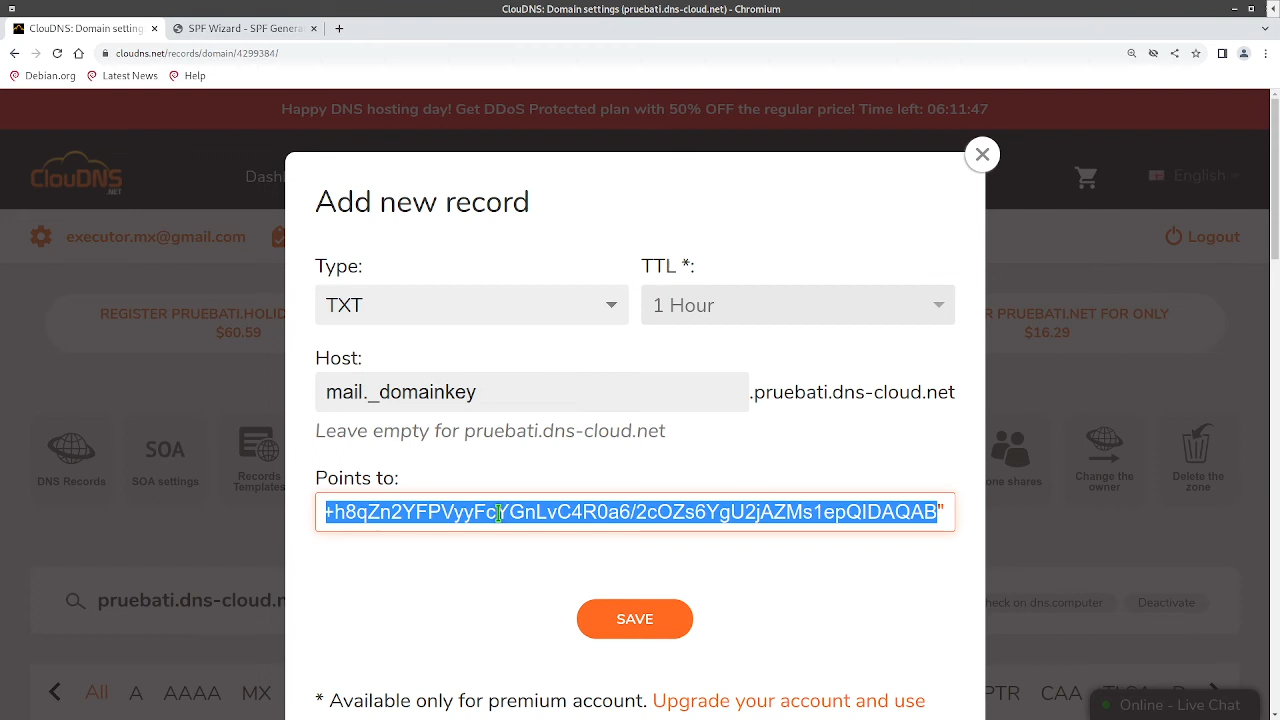 ClouDNS: Domain settings (pruebati.dns-cloud.net) - Chromium
ClouDNS: Domain setting
SPF Wizard - SPF Genera
cloudns.net/records/domain/4299384/
Debian.org
Latest News
Help
Happy DNS hosting day! Get DDoS Protected plan with 50% OFF the regular price! Time left: 06:11:47
ClouDNS
.NET
Dashb
English
executor.mx@gmail.com
Logout
REGISTER PRUEBATI.HOLID
$60.59
R PRUEBATI.NET FOR ONLY
$16.29
Add new record
Type:
TTL *:
TXT
1 Hour
Host:
mail._domainkey
.pruebati.dns-cloud.net
Leave empty for pruebati.dns-cloud.net
Points to:
+h8qZn2YFPVyyFcYGnLvC4R0a6/2cOZs6YgU2jAZMs1epQIDAQAB"
DNS Records
SOA
SOA settings
Records
Templates
one shares
Change the
owner
Delete the
zone
SAVE
pruebati.dns-cloud.n
heck on dns.computer
Deactivate
All
A
AAAA
MX
PTR
CAA
* Available only for premium account. Upgrade your account and use
Online - Live Chat